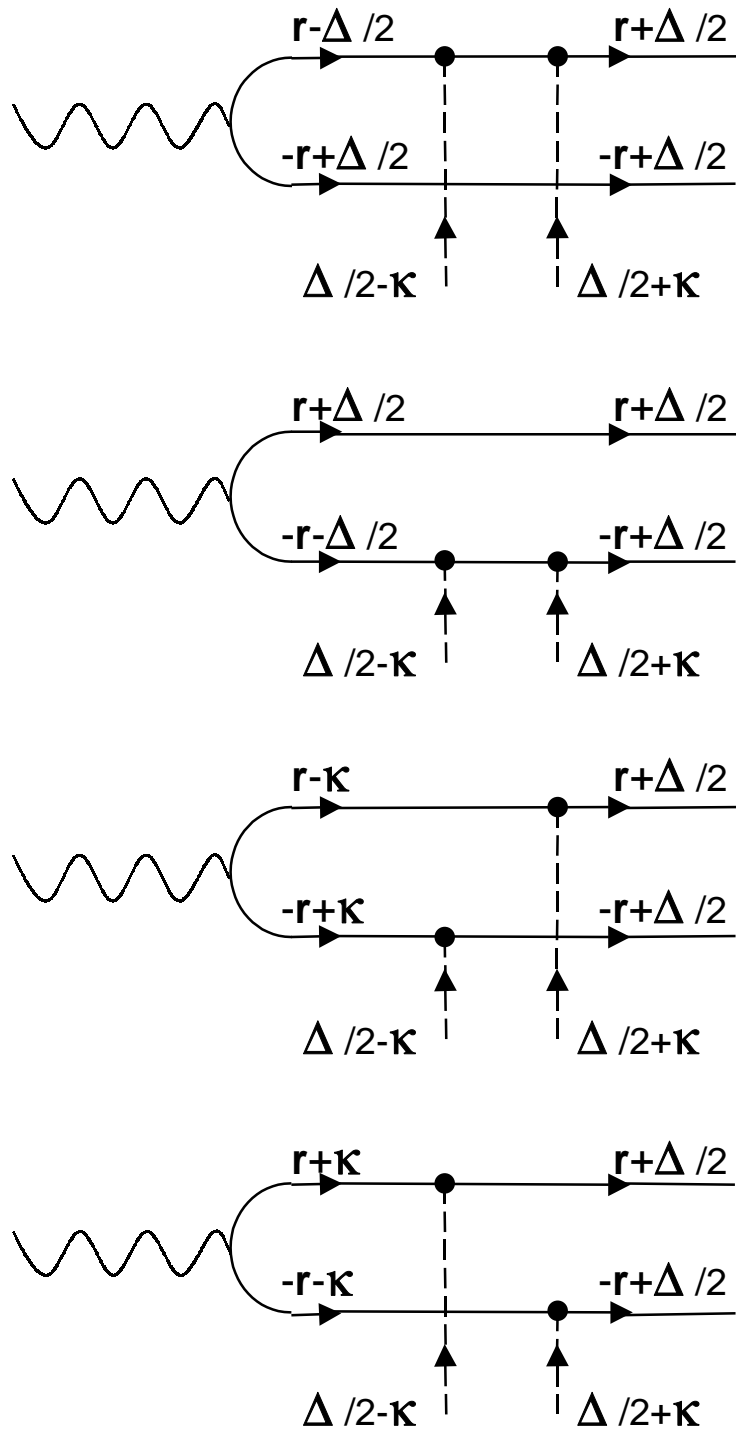 r-Δ/2 r+Δ/2
-r+Δ/2 -r+Δ/2
Δ/2-κ Δ/2+κ
r+Δ/2 r+Δ/2
-r-Δ/2 -r+Δ/2
Δ/2-κ Δ/2+κ
r-κ r+Δ/2
-r+κ -r+Δ/2
Δ/2-κ Δ/2+κ
r+κ r+Δ/2
-r-κ -r+Δ/2
Δ/2-κ Δ/2+κ